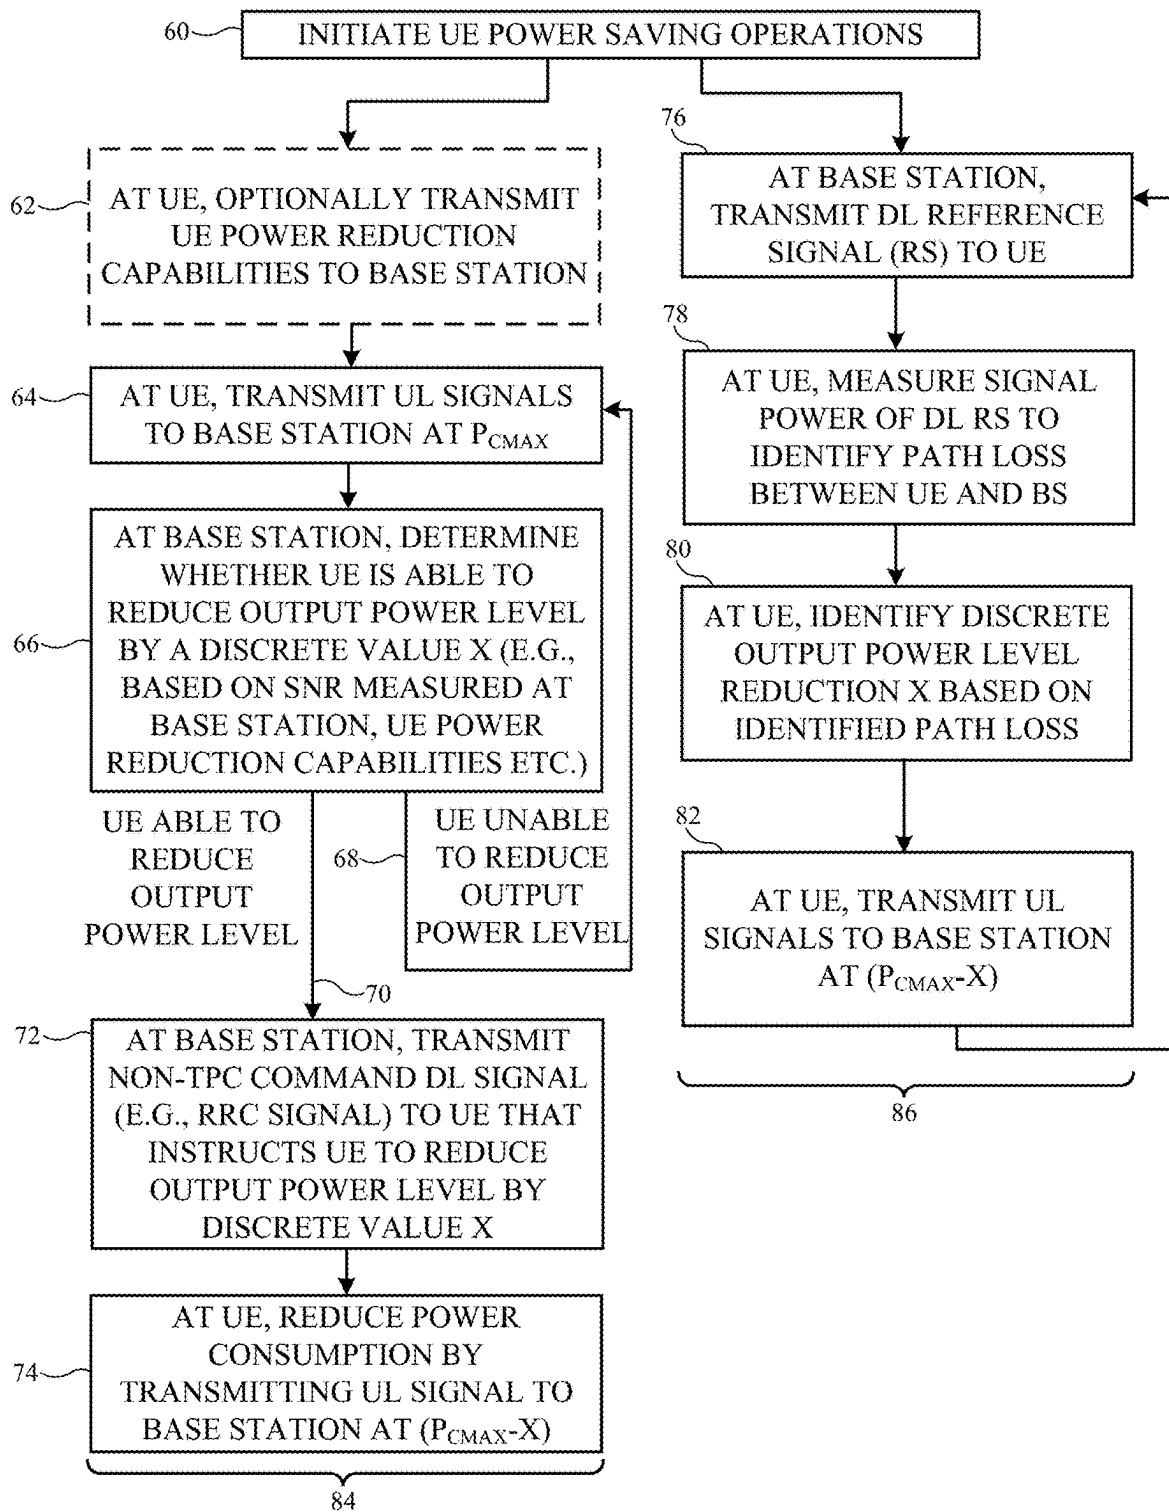 60
INITIATE UE POWER SAVING OPERATIONS
62
AT UE, OPTIONALLY TRANSMIT
UE POWER REDUCTION
CAPABILITIES TO BASE STATION
64
AT UE, TRANSMIT UL SIGNALS
TO BASE STATION AT PCMAX
66
AT BASE STATION, DETERMINE
WHETHER UE IS ABLE TO
REDUCE OUTPUT POWER LEVEL
BY A DISCRETE VALUE X (E.G.,
BASED ON SNR MEASURED AT
BASE STATION, UE POWER
REDUCTION CAPABILITIES ETC.)
UE ABLE TO
REDUCE
OUTPUT
POWER LEVEL
68
UE UNABLE
TO REDUCE
OUTPUT
POWER LEVEL
70
72
AT BASE STATION, TRANSMIT
NON-TPC COMMAND DL SIGNAL
(E.G., RRC SIGNAL) TO UE THAT
INSTRUCTS UE TO REDUCE
OUTPUT POWER LEVEL BY
DISCRETE VALUE X
74
AT UE, REDUCE POWER
CONSUMPTION BY
TRANSMITTING UL SIGNAL TO
BASE STATION AT (PCMAX-X)
84
76
AT BASE STATION,
TRANSMIT DL REFERENCE
SIGNAL (RS) TO UE
78
AT UE, MEASURE SIGNAL
POWER OF DL RS TO
IDENTIFY PATH LOSS
BETWEEN UE AND BS
80
AT UE, IDENTIFY DISCRETE
OUTPUT POWER LEVEL
REDUCTION X BASED ON
IDENTIFIED PATH LOSS
82
AT UE, TRANSMIT UL
SIGNALS TO BASE STATION
AT (PCMAX-X)
86